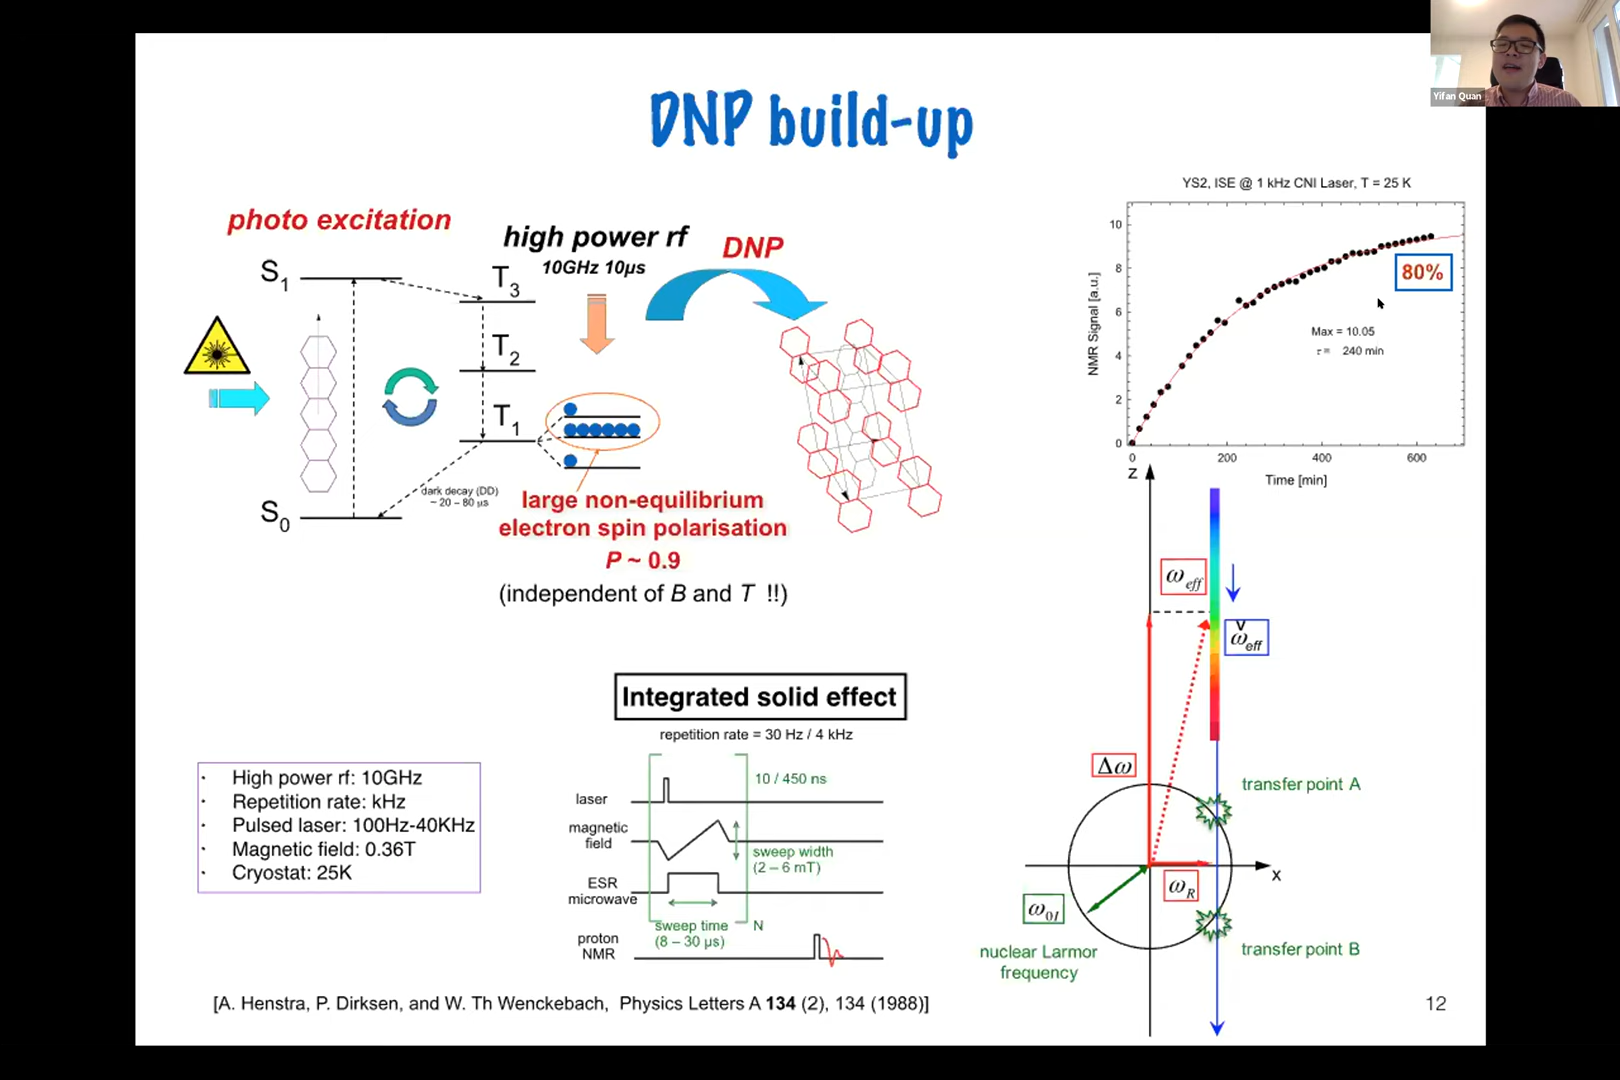 DNP build-up
Yifan Quan
photo excitation
high power rf
10GHz 10µs
DNP
S1
T3
T2
T1
S0
dark decay (DD)
~ 20 – 80 µs
large non-equilibrium
electron spin polarisation
P ~ 0.9
(independent of B and T !!)
YS2, ISE @ 1 kHz CNI Laser, T = 25 K
NMR Signal [a.u.]
10
8
6
4
2
0
80%
Max = 10.05
τ = 240 min
0 200 400 600
Time [min]
Integrated solid effect
repetition rate = 30 Hz / 4 kHz
10 / 450 ns
laser
magnetic
field
sweep width
(2 – 6 mT)
ESR
microwave
sweep time
(8 – 30 µs)
N
proton
NMR
· High power rf: 10GHz
· Repetition rate: kHz
· Pulsed laser: 100Hz-40KHz
· Magnetic field: 0.36T
· Cryostat: 25K
z
ωeff
v
ωeff
Δω
transfer point A
x
ωR
ω0I
nuclear Larmor
frequency
transfer point B
[A. Henstra, P. Dirksen, and W. Th Wenckebach, Physics Letters A 134 (2), 134 (1988)]
12